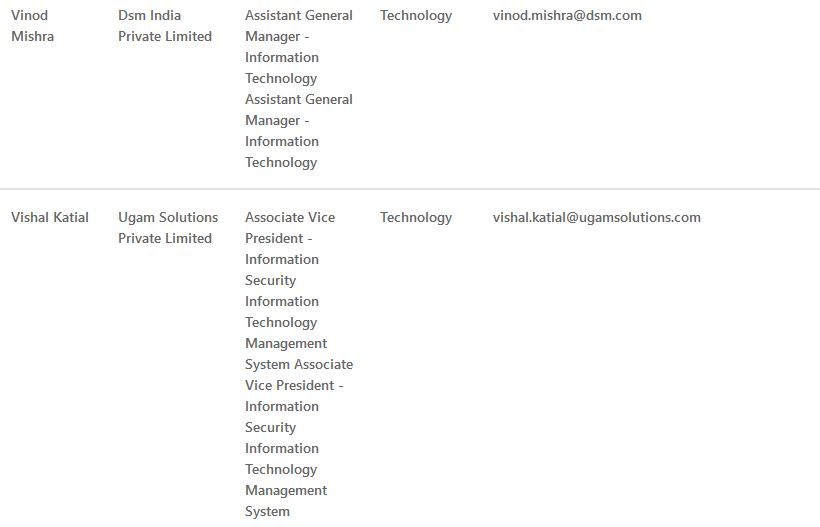 Vinod Mishra
Dsm India Private Limited
Assistant General
Manager -
Information
Technology
Assistant General
Manager -
Information
Technology
Technology
vinod.mishra@dsm.com
Vishal Katial
Ugam Solutions
Private Limited
Associate Vice
President -
Information
Security
Information
Technology
Management
System Associate
Vice President -
Information
Security
Information
Technology
Management
System
Technology
vishal.katial@ugamsolutions.com